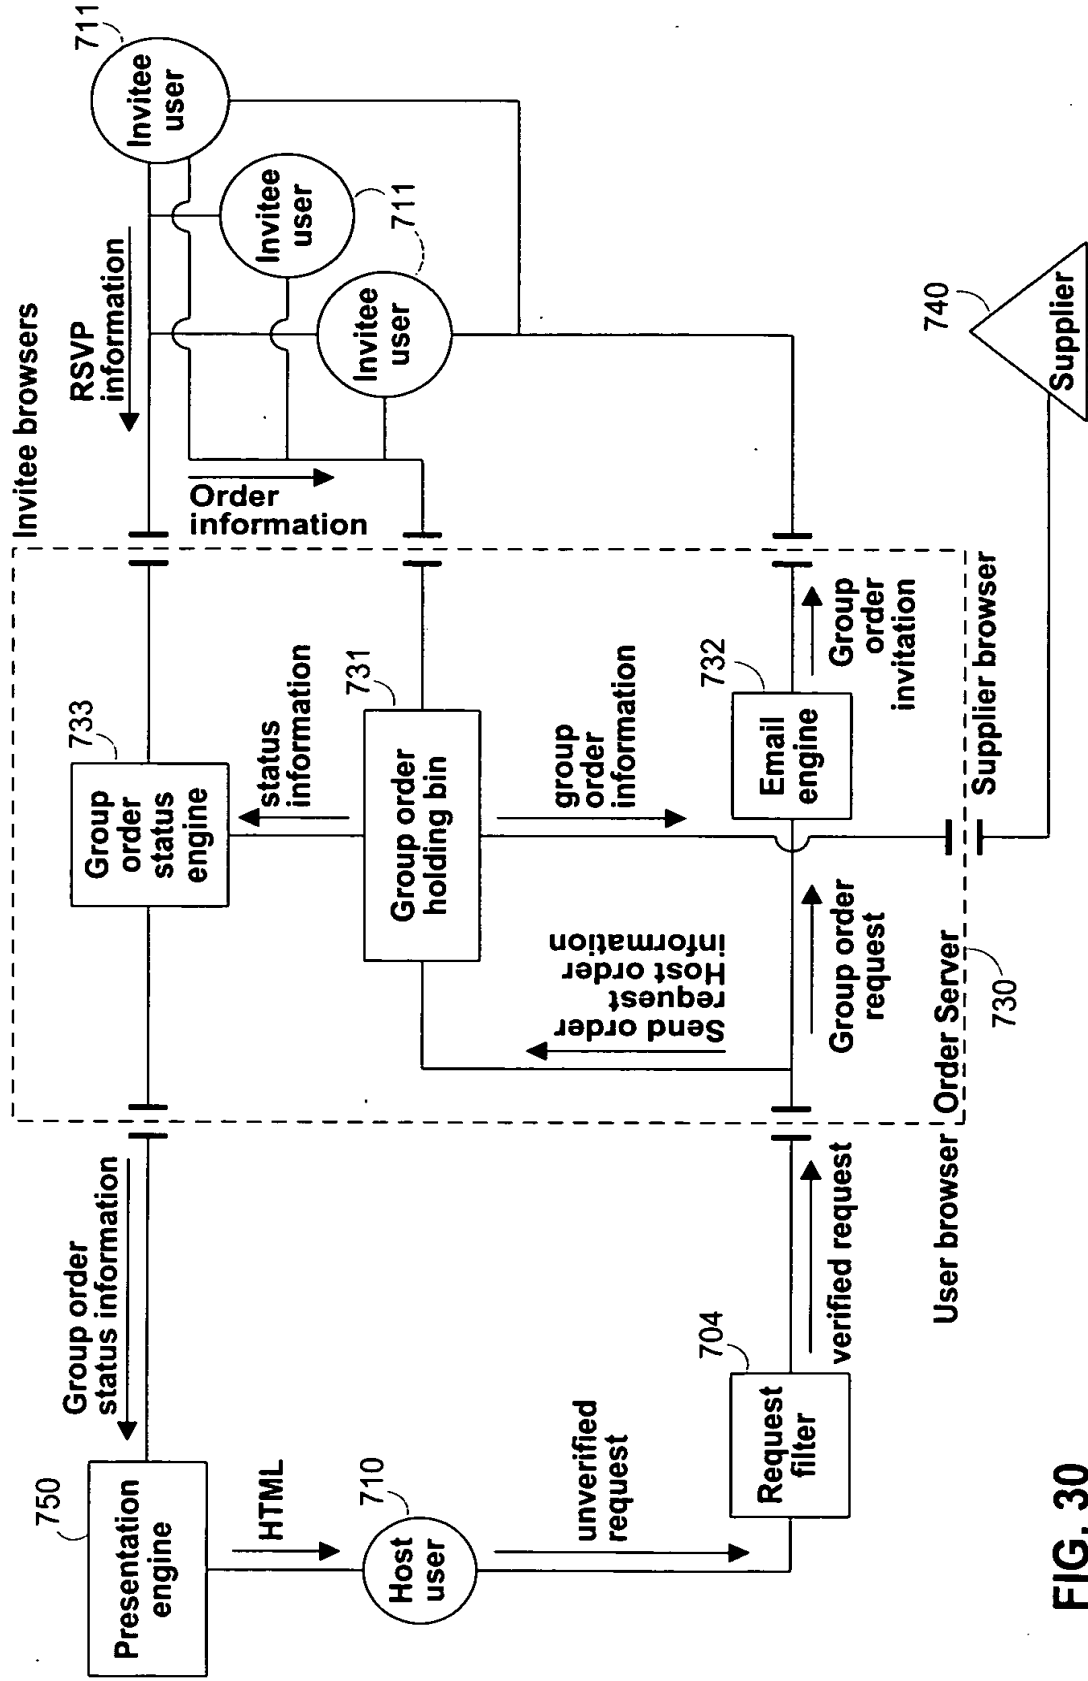 Invitee browsers
711
Invitee
user
Invitee
user
711
Invitee
user
RSVP
information
Order
information
733
Group
order
status
engine
status
information
731
Group order
holding bin
group
order
information
732
Email
engine
Group
order
invitation
Supplier browser
740
Supplier
Send order
request
Host order
information
Group order
request
Order Server
730
User browser
Group order
status information
750
Presentation
engine
HTML
710
Host
user
unverified
request
704
Request
filter
verified request
FIG. 30